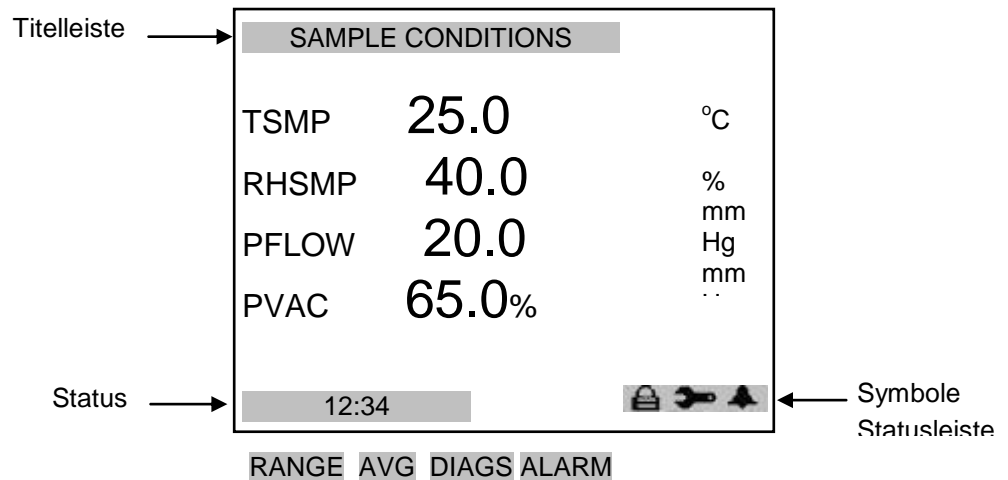 Titelleiste
SAMPLE CONDITIONS
TSMP 25.0 °C
RHSMP 40.0 %
mm
PFLOW 20.0 Hg
mm
PVAC 65.0%
Status
12:34
Symbole
Statusleiste
RANGE AVG DIAGS ALARM